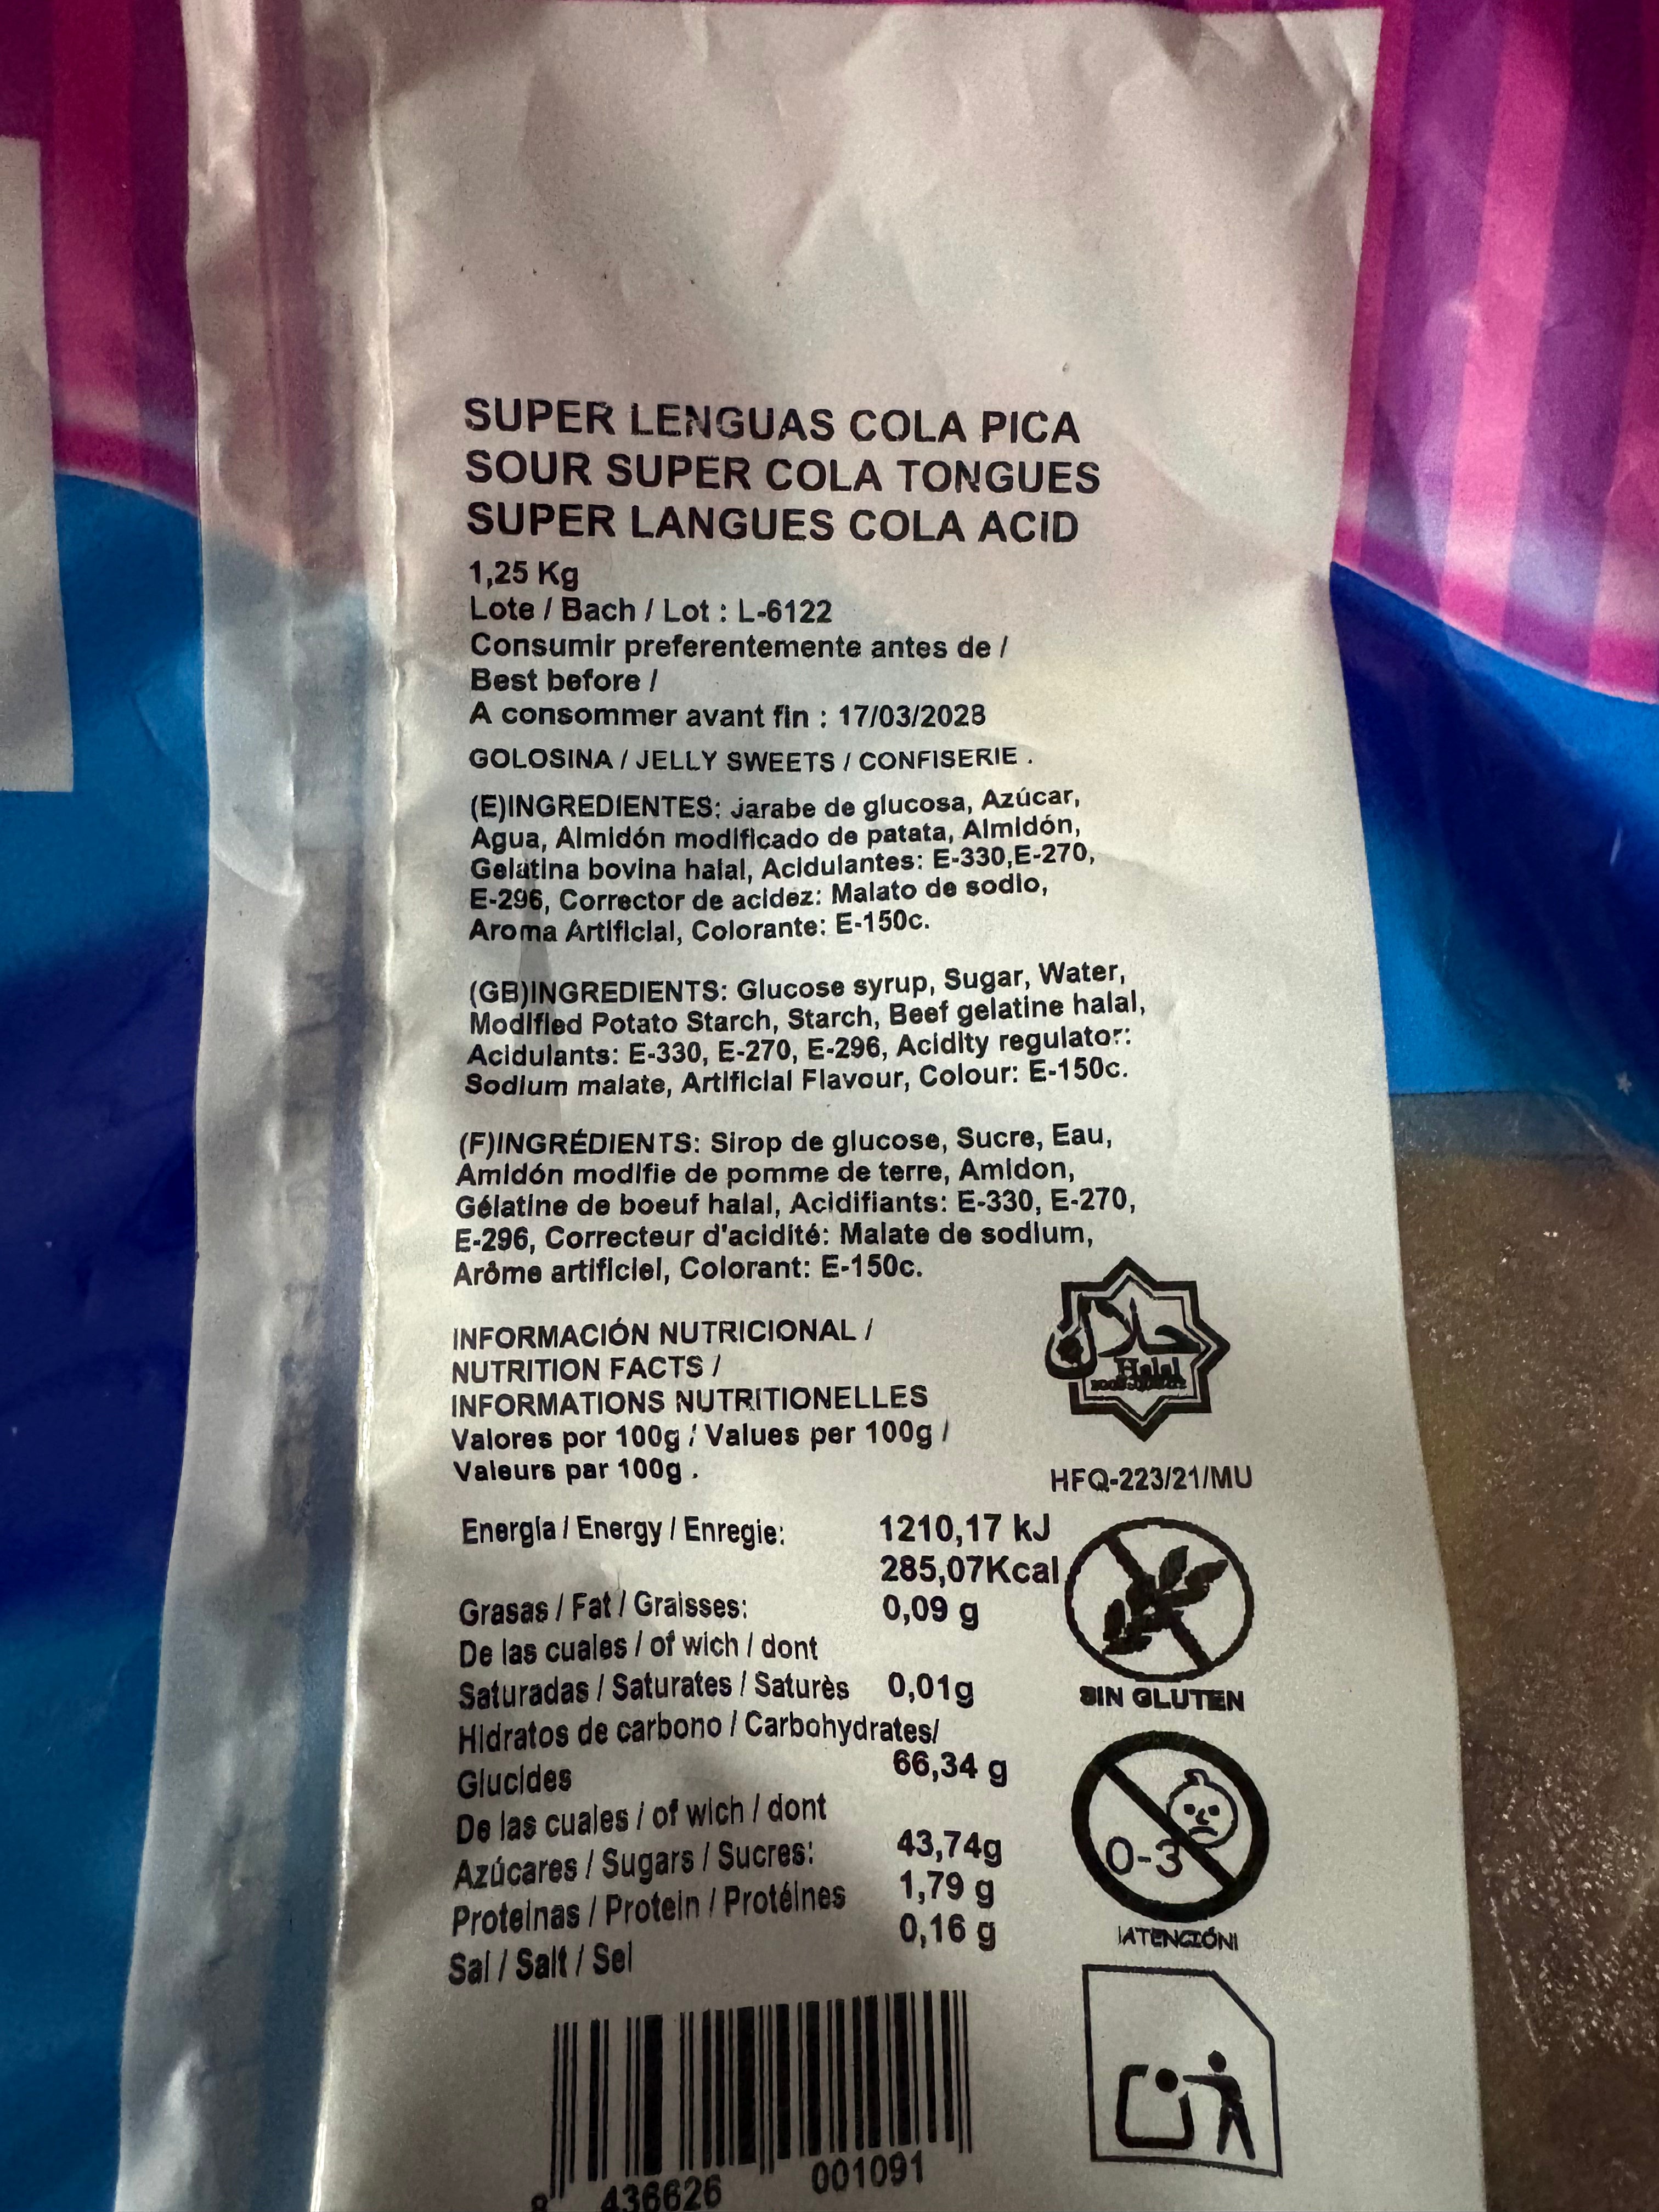 SUPER LENGUAS COLA PICA
SOUR SUPER COLA TONGUES
SUPER LANGUES COLA ACID
1,25 Kg
Lote / Bach / Lot : L-6122
Consumir preferentemente antes de /
Best before /
A consommer avant fin : 17/03/2028
GOLOSINA / JELLY SWEETS / CONFISERIE .
(E)INGREDIENTES: Jarabe de glucosa, Azúcar,
Agua, Almidón modificado de patata, Almidón,
Gelatina bovina halal, Acidulantes: E-330,E-270,
E-296, Corrector de acidez: Malato de sodio,
Aroma Artificial, Colorante: E-150c.
(GB)INGREDIENTS: Glucose syrup, Sugar, Water,
Modified Potato Starch, Starch, Beef gelatine halal,
Acidulants: E-330, E-270, E-296, Acidity regulator:
Sodium malate, Artificial Flavour, Colour: E-150c.
(F)INGRÉDIENTS: Sirop de glucose, Sucre, Eau,
Amidón modifie de pomme de terre, Amidon,
Gélatine de boeuf halal, Acidifiants: E-330, E-270,
E-296, Correcteur d'acidité: Malate de sodium,
Arôme artificiel, Colorant: E-150c.
حلال
Halal
INFORMACIÓN NUTRICIONAL /
NUTRITION FACTS /
INFORMATIONS NUTRITIONELLES
Valores por 100g / Values per 100g /
Valeurs par 100g .
HFQ-223/21/MU
Energía / Energy / Enregie: 1210,17 kJ
285,07Kcal
Grasas / Fat / Graisses: 0,09 g
De las cuales / of wich / dont
Saturadas / Saturates / Saturès 0,01g
SIN GLUTEN
Hidratos de carbono / Carbohydrates/
Glucides 66,34 g
De las cuales / of wich / dont
Azúcares / Sugars / Sucres: 43,74g
Proteinas / Protein / Protéines 1,79 g
Sal / Salt / Sel 0,16 g
0-3
¡ATENCIÓN!
8 436626 001091